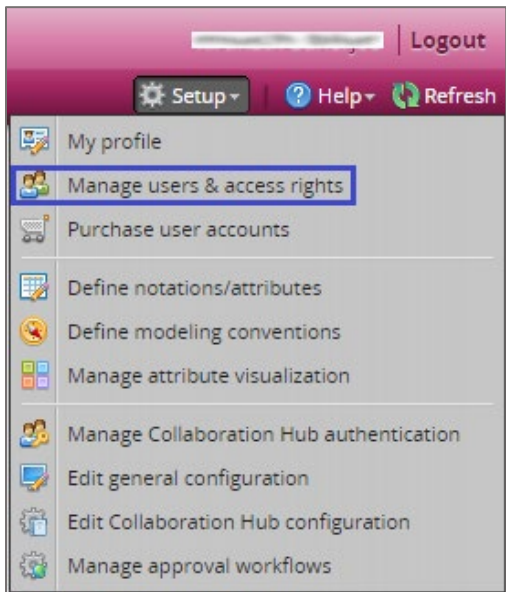 Logout
Setup Help Refresh
My profile
Manage users & access rights
Purchase user accounts
Define notations/attributes
Define modeling conventions
Manage attribute visualization
Manage Collaboration Hub authentication
Edit general configuration
Edit Collaboration Hub configuration
Manage approval workflows